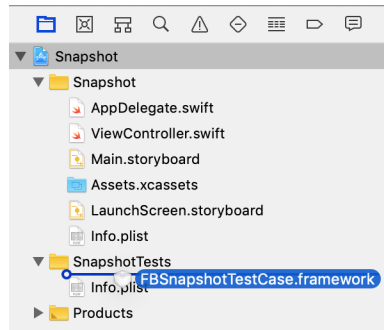 Snapshot
Snapshot
AppDelegate.swift
ViewController.swift
Main.storyboard
Assets.xcassets
LaunchScreen.storyboard
Info.plist
SnapshotTests
FBSnapshotTestCase.framework
Info.plist
Products